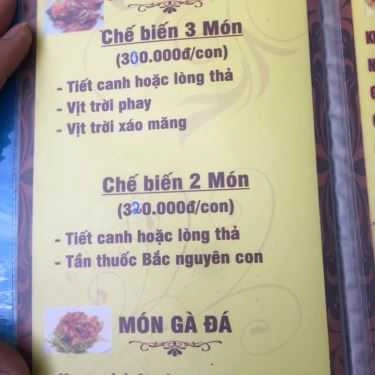 Chế biến 3 Món
(300.000đ/con)
- Tiết canh hoặc lòng thả
- Vịt trời phay
- Vịt trời xáo măng
Chế biến 2 Món
(320.000đ/con)
- Tiết canh hoặc lòng thả
- Tần thuốc Bắc nguyên con
MÓN GÀ ĐÁ